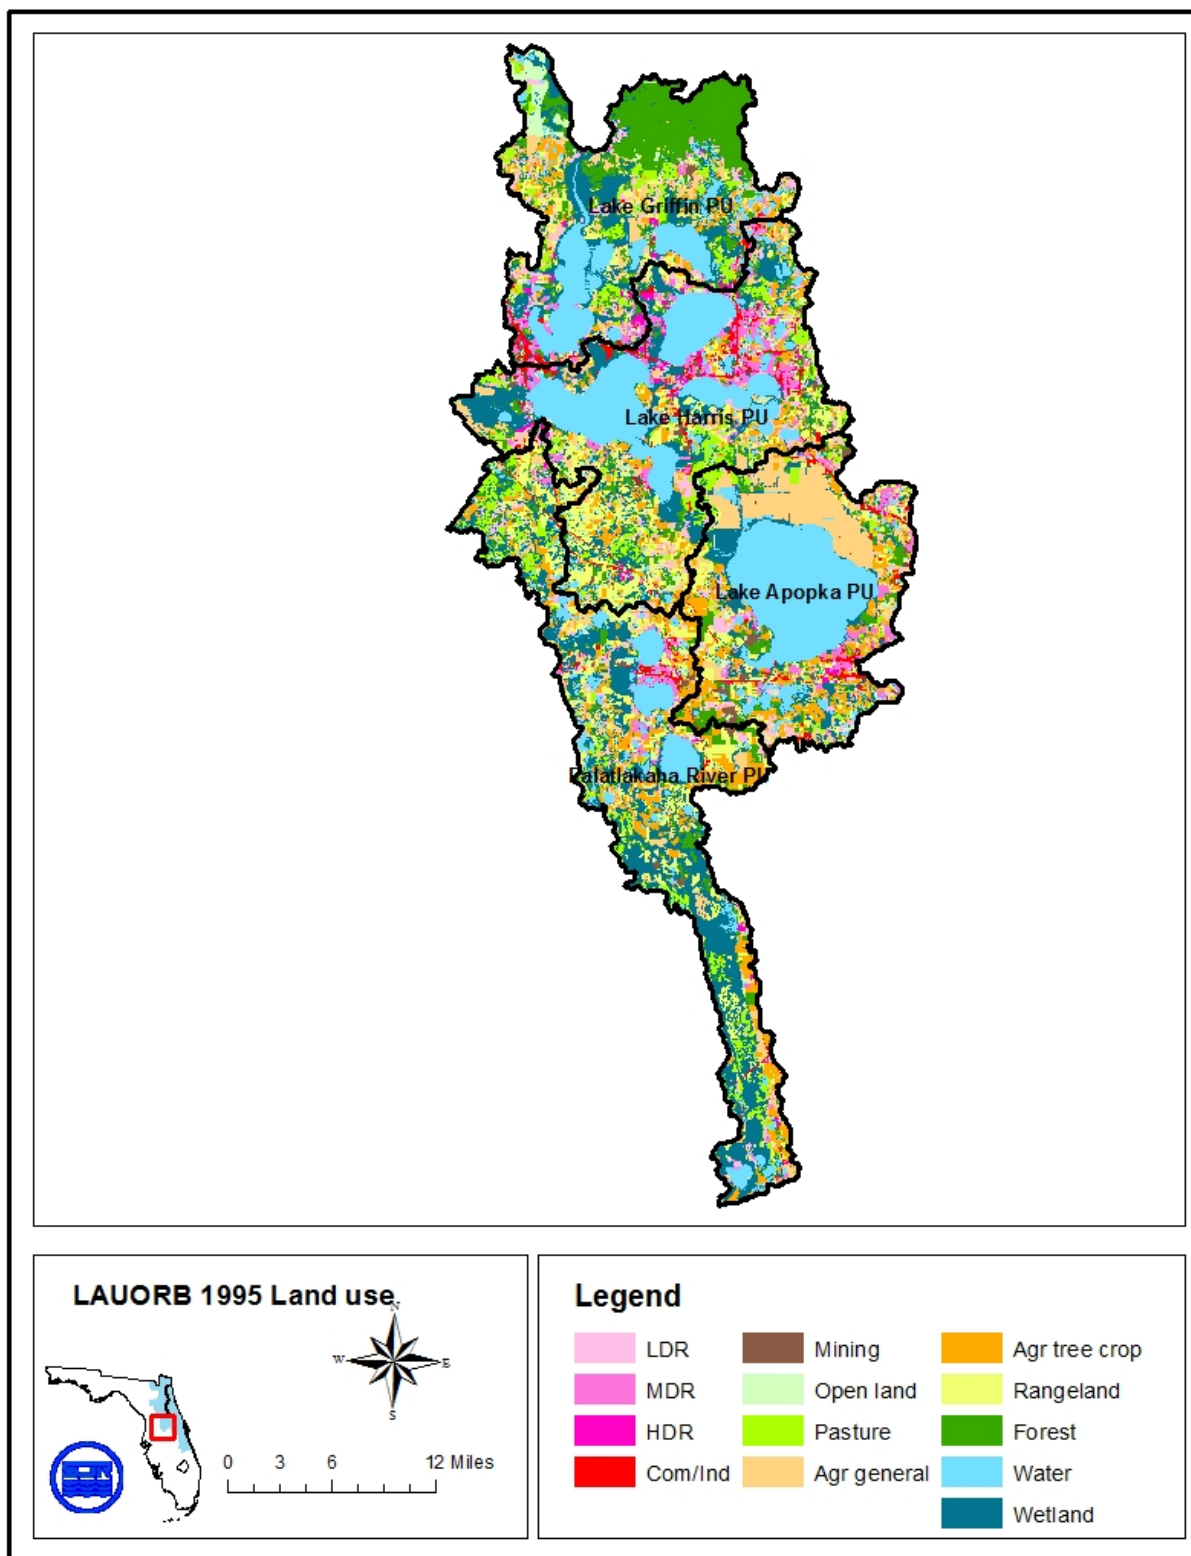 Lake Griffin PU
Lake Harris PU
Lake Apopka PU
Palatlakaha River PU
LAUORB 1995 Land use
N
W
E
S
0 3 6 12 Miles
Legend
LDR Mining Agr tree crop
MDR Open land Rangeland
HDR Pasture Forest
Com/Ind Agr general Water
Wetland